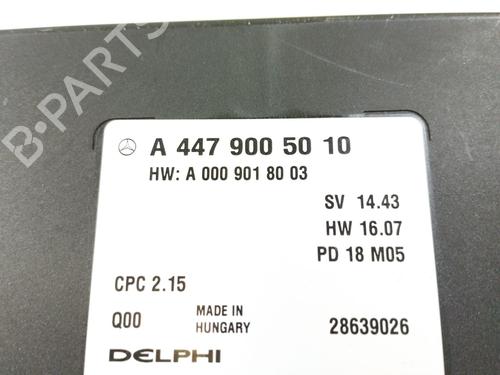 B-PARTS
A 447 900 50 10
HW: A 000 901 80 03
SV 14.43
HW 16.07
PD 18 M05
CPC 2.15
Q00 MADE IN HUNGARY 28639026
DELPHI